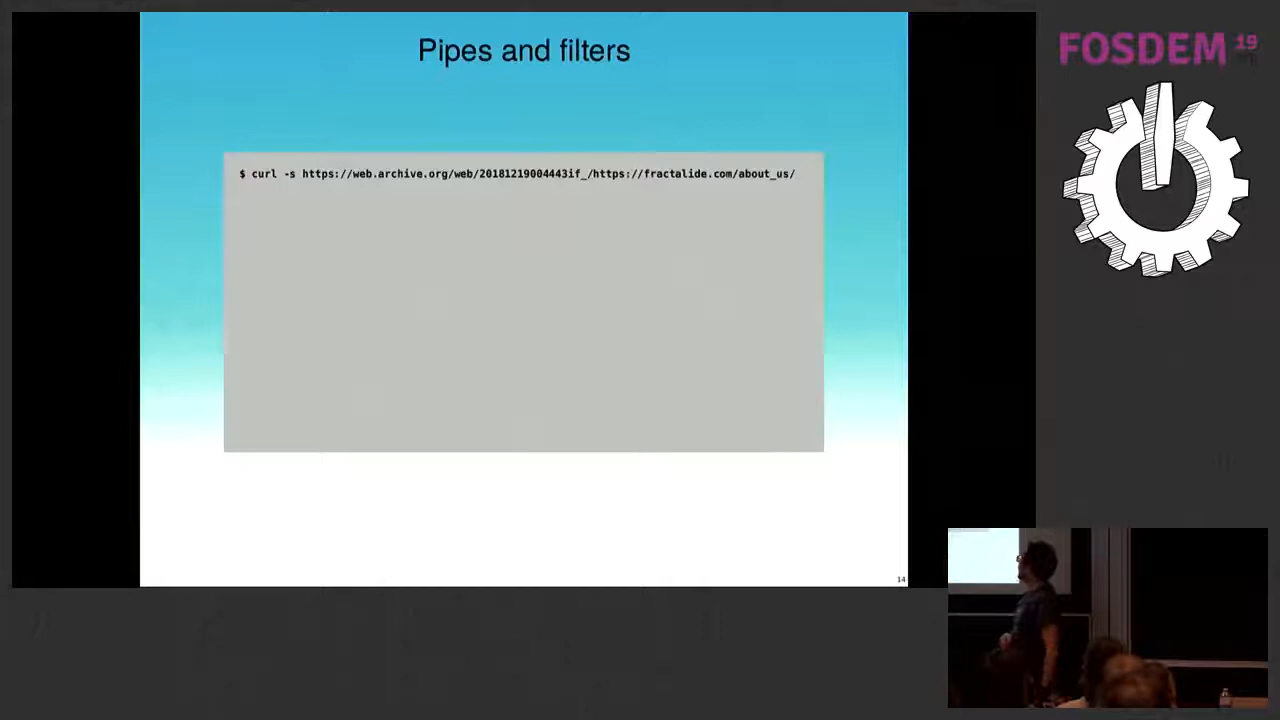 Pipes and filters
$ curl -s https://web.archive.org/web/20181219004443if_/https://fractalide.com/about_us/
14
FOSDEM 19